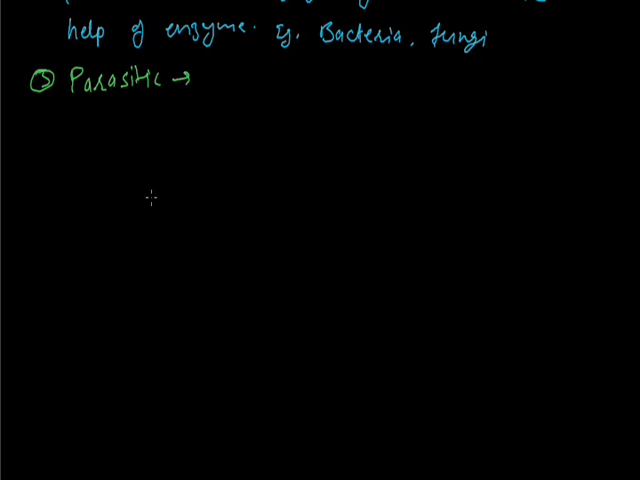 help of enzyme. Eg. Bacteria, fungi
③ Parasitic →